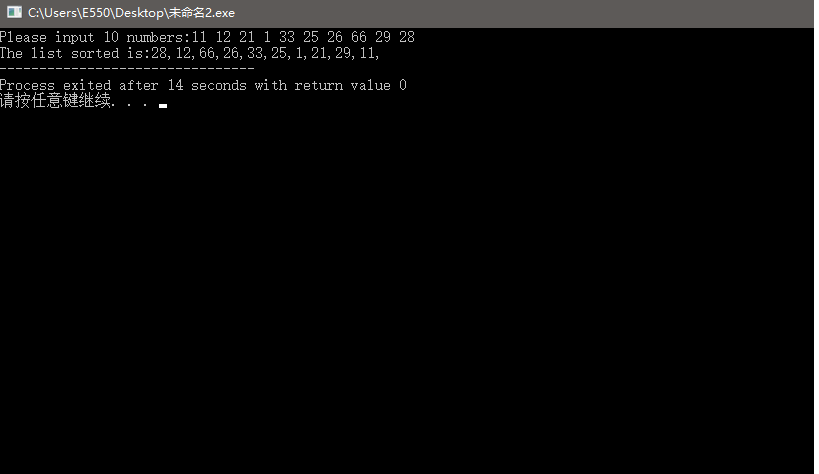 C:\Users\E550\Desktop\未命名2.exe
Please input 10 numbers:11 12 21 1 33 25 26 66 29 28
The list sorted is:28,12,66,26,33,25,1,21,29,11,
--------------------------------
Process exited after 14 seconds with return value 0
请按任意键继续. . .